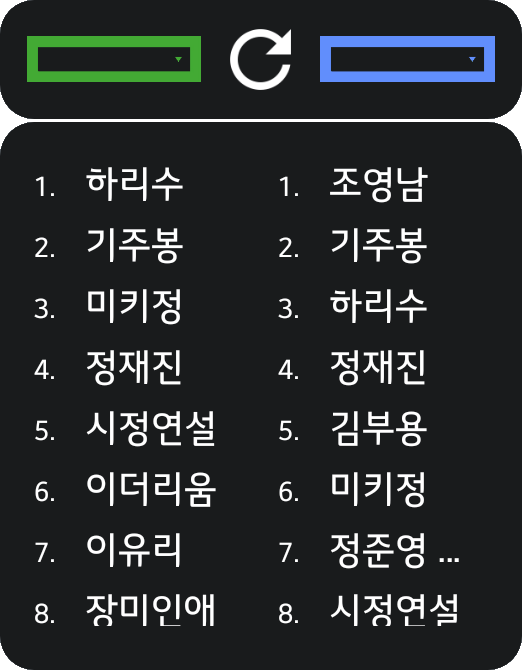 1. 하리수
2. 기주봉
3. 미키정
4. 정재진
5. 시정연설
6. 이더리움
7. 이유리
8. 장미인애
1. 조영남
2. 기주봉
3. 하리수
4. 정재진
5. 김부용
6. 미키정
7. 정준영 ...
8. 시정연설